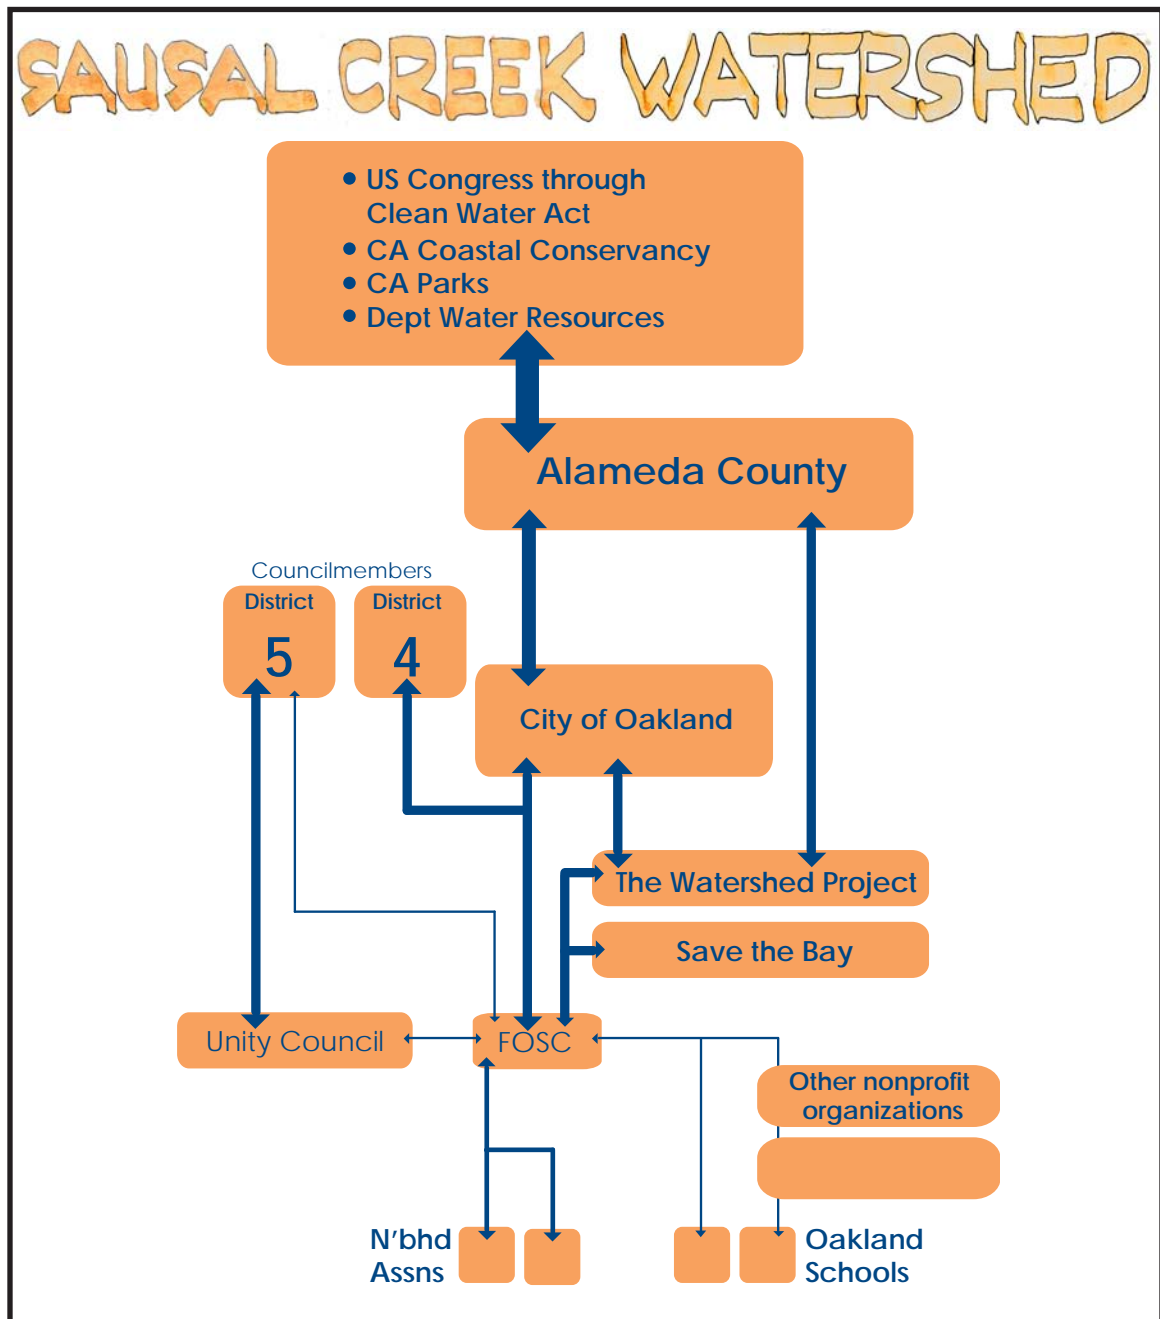 SAUSAL CREEK WATERSHED
• US Congress through
Clean Water Act
• CA Coastal Conservancy
• CA Parks
• Dept Water Resources
Alameda County
Councilmembers
District
5
District
4
City of Oakland
The Watershed Project
Save the Bay
Unity Council
FOSC
Other nonprofit
organizations
N'bhd
Assns
Oakland
Schools